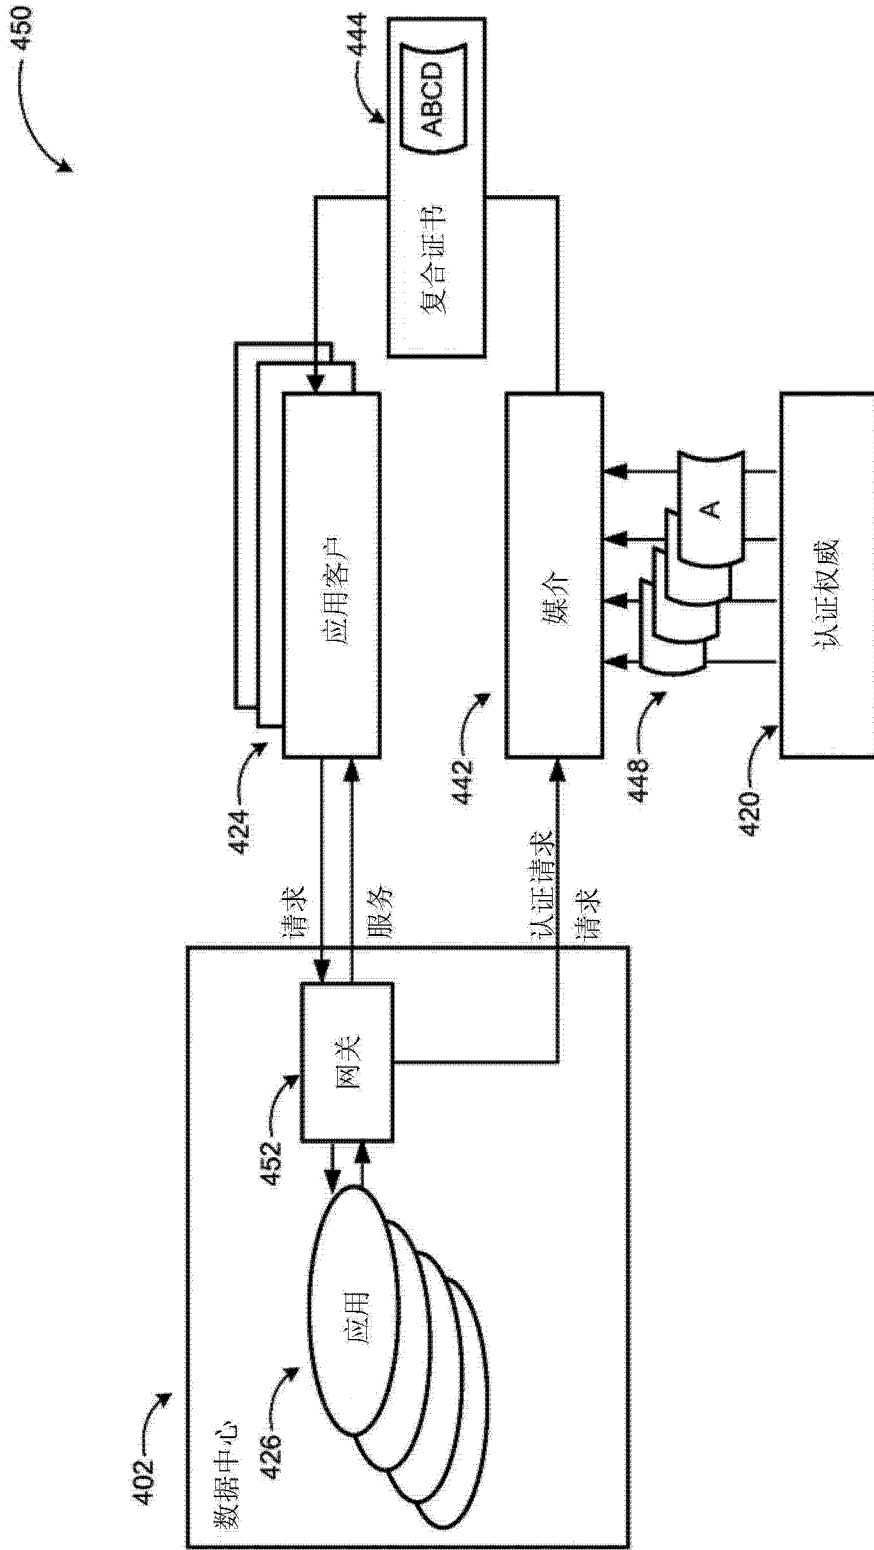 450
402
数据中心
424
426
452
请求
应用
网关
应用客户
444
服务
复合证书
ABCD
442
认证请求
请求
媒介
448
A
420
认证权威